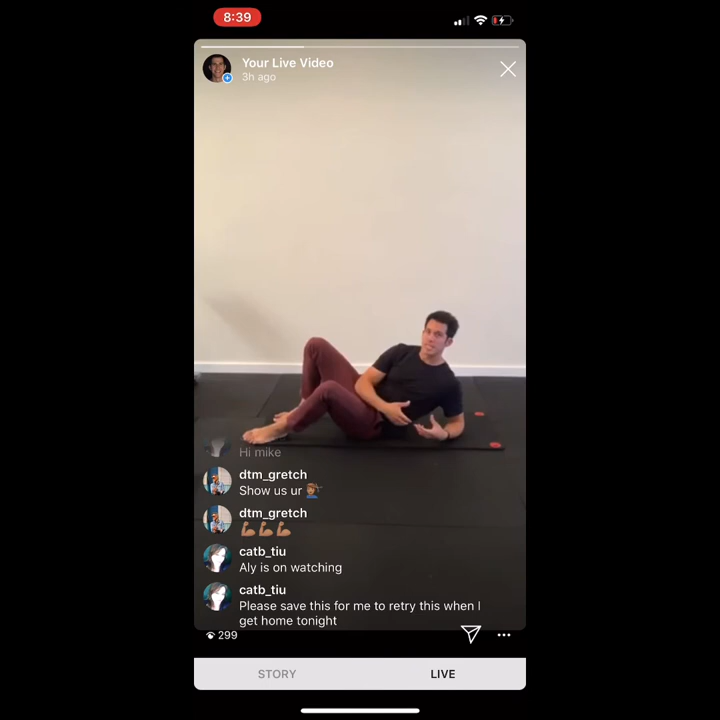 8:39
Your Live Video
3h ago
Hi mike
dtm_gretch
Show us ur 💇🏽‍♂️
dtm_gretch
💪🏽💪🏽💪🏽
catb_tiu
Aly is on watching
catb_tiu
Please save this for me to retry this when I
get home tonight
299
STORY
LIVE